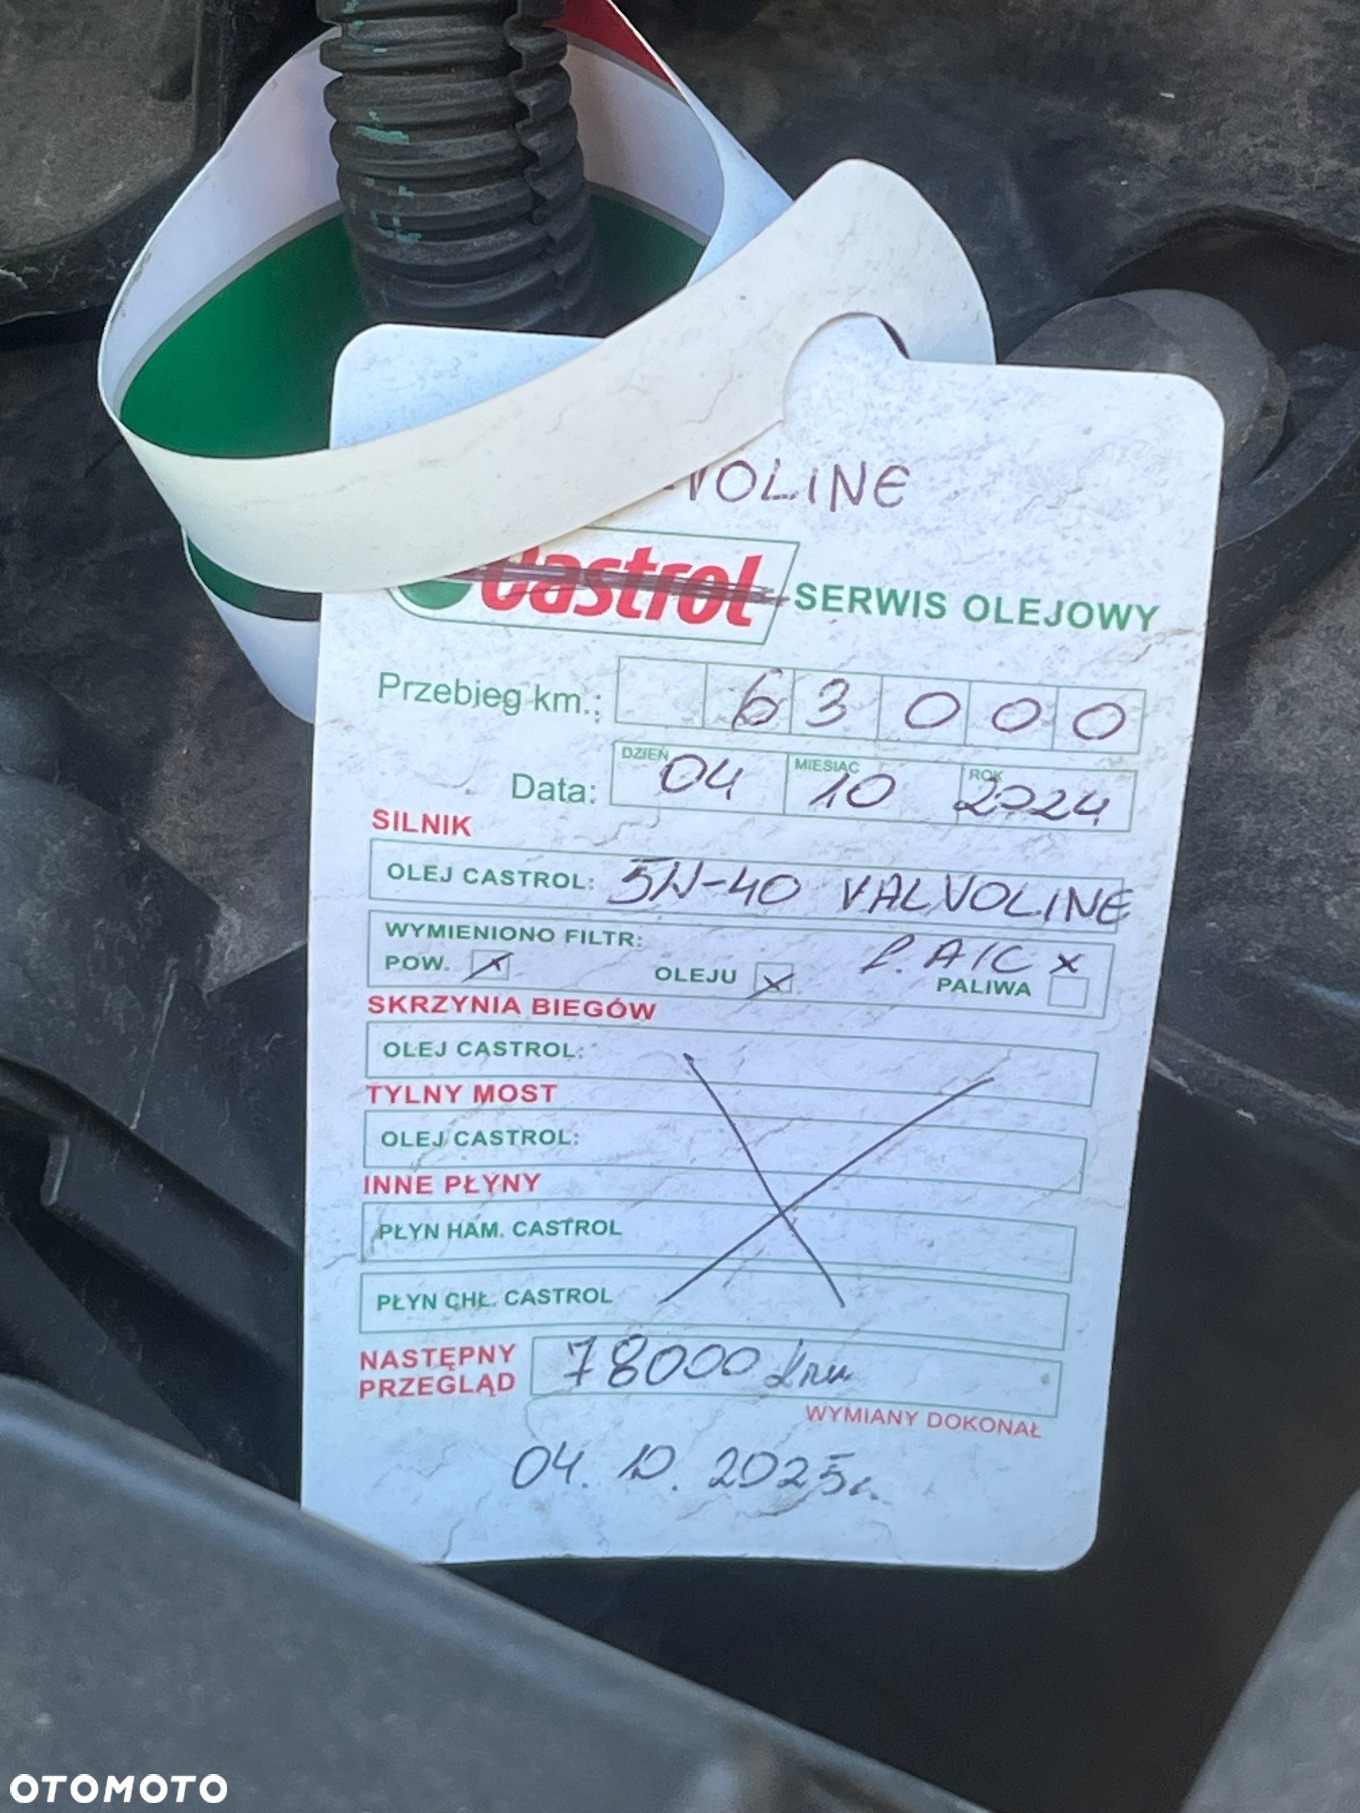 VOLINE
Castrol SERWIS OLEJOWY
Przebieg km.: 63000
DZIEŃ MIESIĄC ROK
Data: 04 10 2024
SILNIK
OLEJ CASTROL: 5W-40 VALVOLINE
WYMIENIONO FILTR: f. A/C x
POW. x OLEJU x PALIWA
SKRZYNIA BIEGÓW
OLEJ CASTROL:
TYLNY MOST
OLEJ CASTROL:
INNE PŁYNY
PŁYN HAM. CASTROL
PŁYN CHŁ. CASTROL
NASTĘPNY
PRZEGLĄD 78000 km
WYMIANY DOKONAŁ
04. 10. 2025r.
OTOMOTO